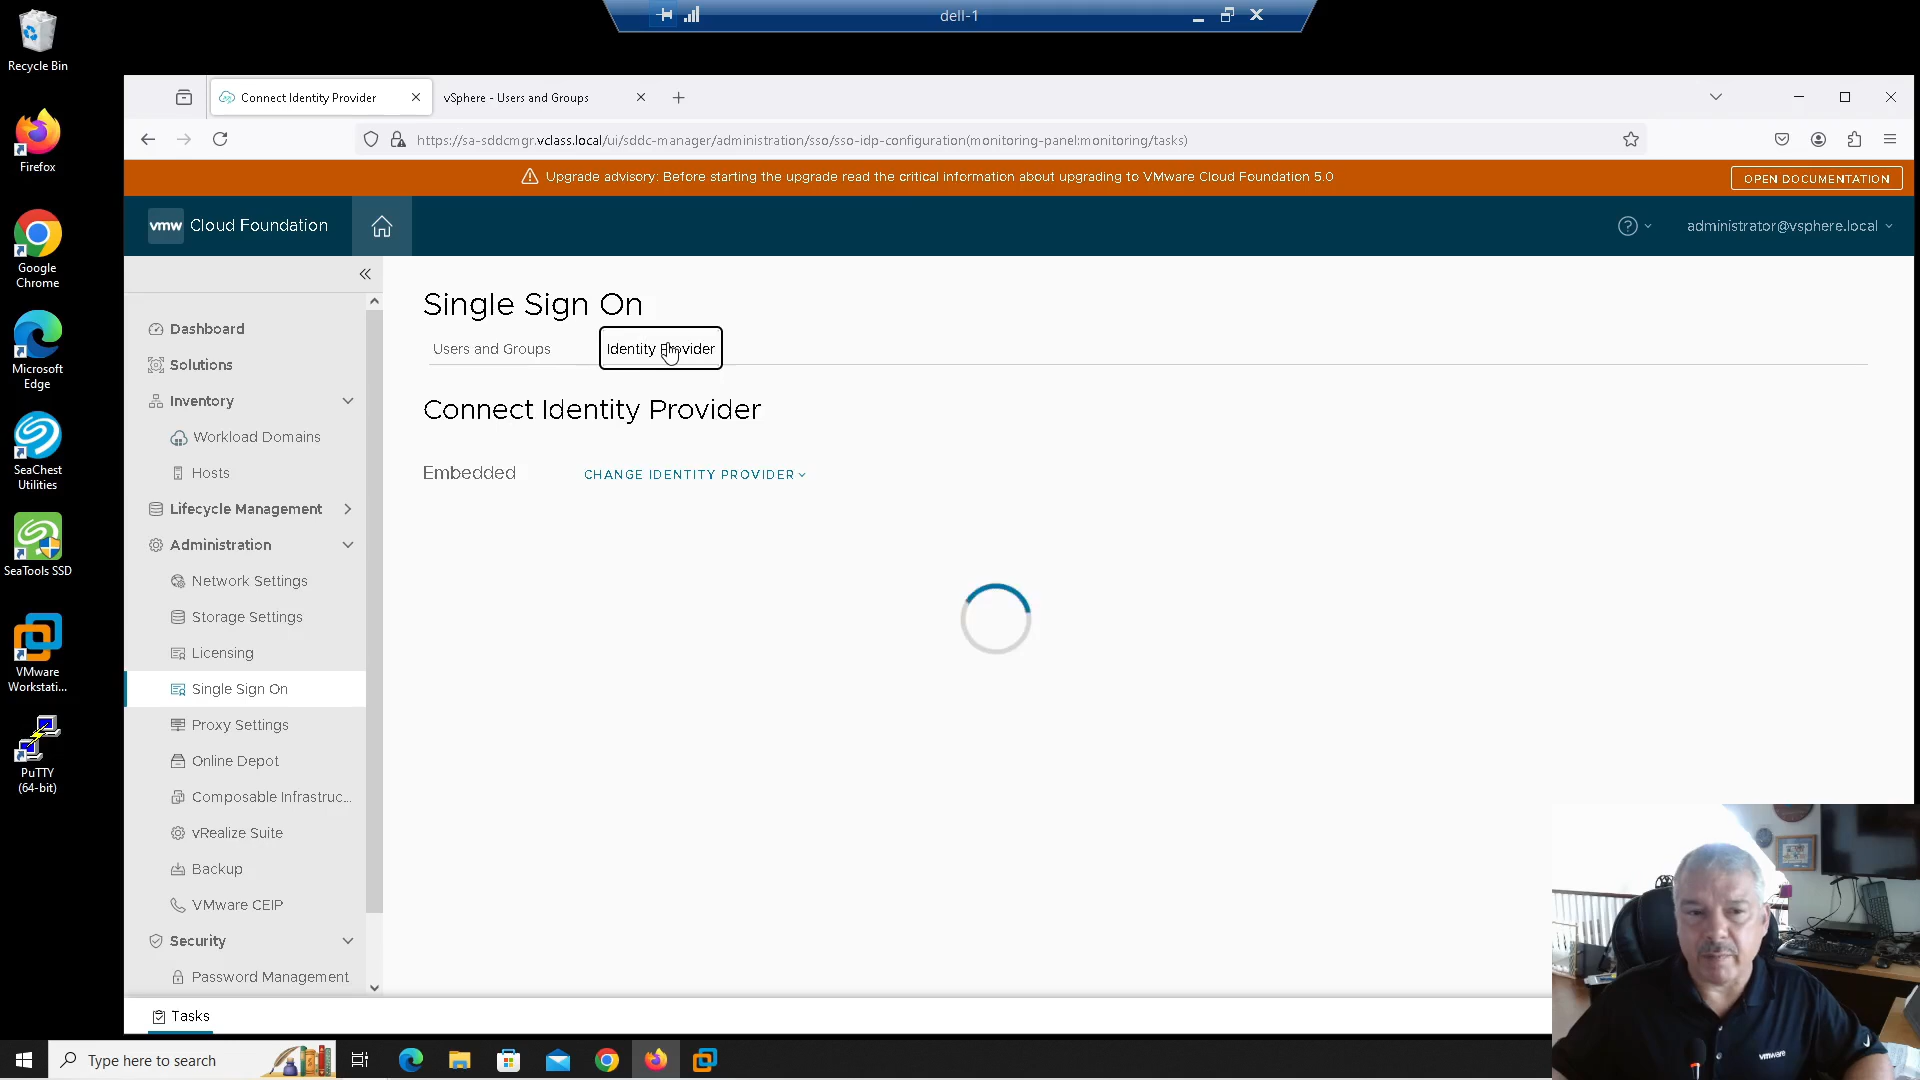 dell-1
Recycle Bin
Firefox
Google
Chrome
Microsoft
Edge
SeaChest
Utilities
SeaTools SSD
VMware
Workstati...
PuTTY
(64-bit)
Connect Identity Provider
vSphere - Users and Groups
https://sa-sddcmgr.vclass.local/ui/sddc-manager/administration/sso/sso-idp-configuration(monitoring-panel:monitoring/tasks)
Upgrade advisory: Before starting the upgrade read the critical information about upgrading to VMware Cloud Foundation 5.0
OPEN DOCUMENTATION
vmw Cloud Foundation
administrator@vsphere.local
Dashboard
Solutions
Inventory
Workload Domains
Hosts
Lifecycle Management
Administration
Network Settings
Storage Settings
Licensing
Single Sign On
Proxy Settings
Online Depot
Composable Infrastruc...
vRealize Suite
Backup
VMware CEIP
Security
Password Management
Single Sign On
Users and Groups
Identity Provider
Connect Identity Provider
Embedded
CHANGE IDENTITY PROVIDER
Tasks
Type here to search
vmware